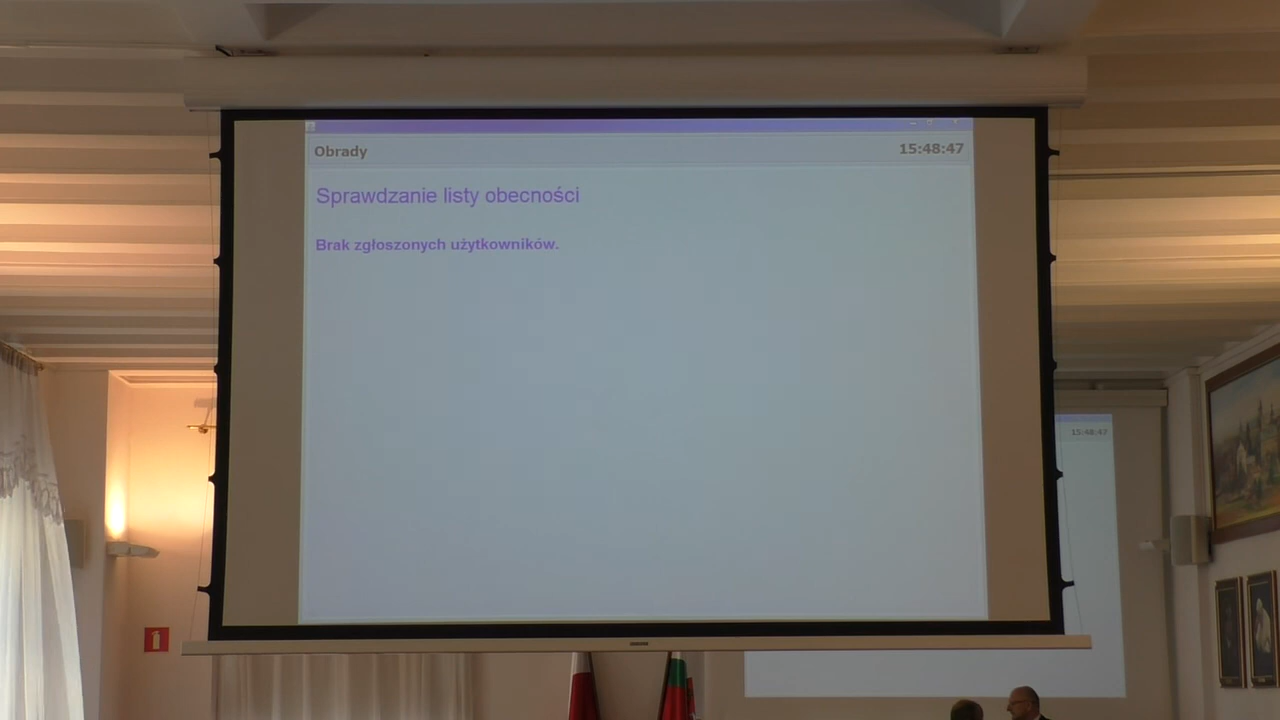 Obrady
15:48:47
Sprawdzanie listy obecności
Brak zgłoszonych użytkowników.
15:48:47